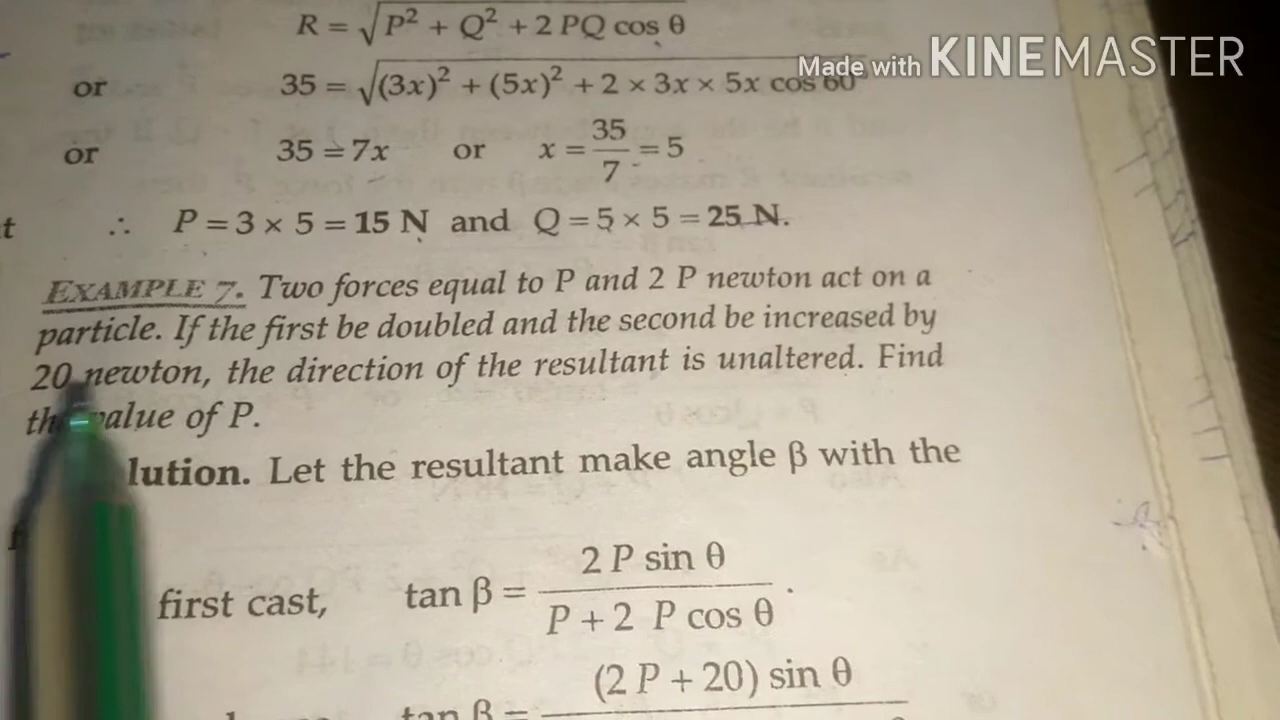 R = √P² + Q² + 2 PQ cos θ
Made with KINEMASTER
or 35 = √(3x)² + (5x)² + 2 × 3x × 5x cos 60
or 35 = 7x or x = 35/7 = 5
t ∴ P = 3 × 5 = 15 N and Q = 5 × 5 = 25 N.
EXAMPLE 7. Two forces equal to P and 2 P newton act on a
particle. If the first be doubled and the second be increased by
20 newton, the direction of the resultant is unaltered. Find
value of P.
lution. Let the resultant make angle β with the
first cast, tan β = 2 P sin θ / P + 2 P cos θ .
tan β = (2 P + 20) sin θ